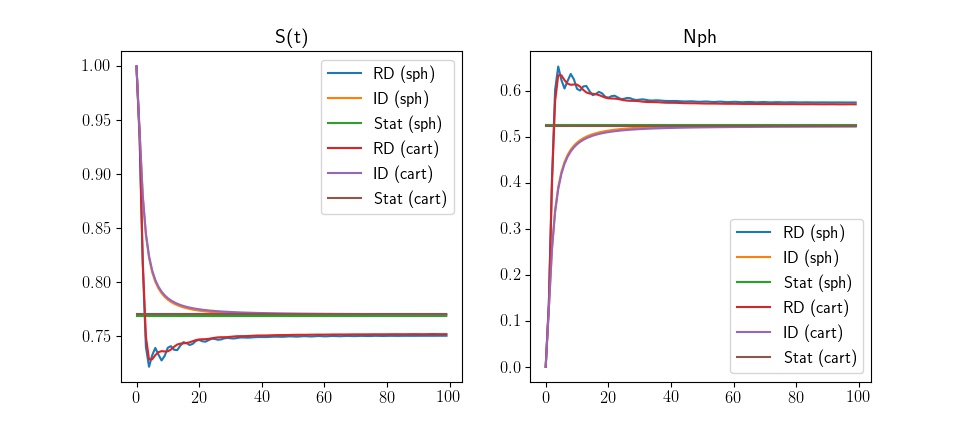 S(t)
1.00
0.95
0.90
0.85
0.80
0.75
0 20 40 60 80 100
RD (sph)
ID (sph)
Stat (sph)
RD (cart)
ID (cart)
Stat (cart)
Nph
0.6
0.5
0.4
0.3
0.2
0.1
0.0
0 20 40 60 80 100
RD (sph)
ID (sph)
Stat (sph)
RD (cart)
ID (cart)
Stat (cart)